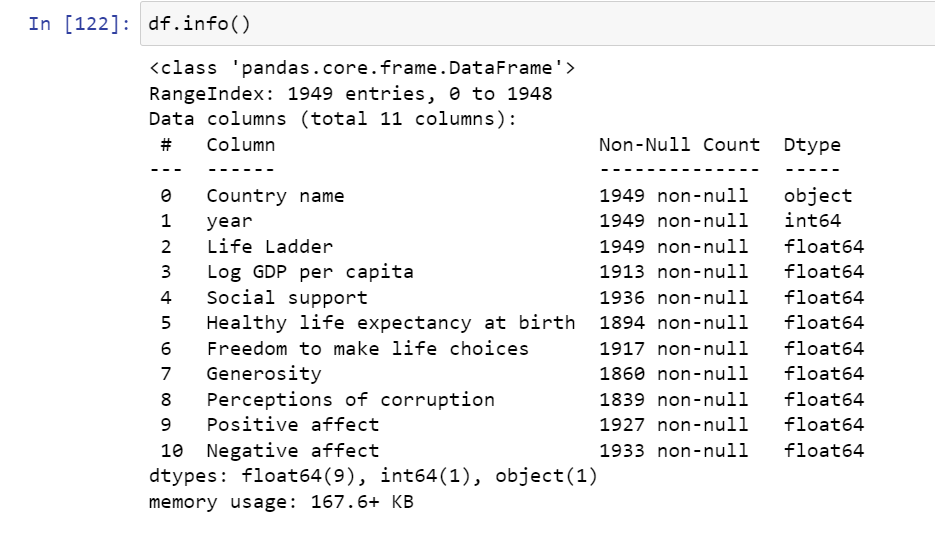 In [122]: df.info()
<class 'pandas.core.frame.DataFrame'>
RangeIndex: 1949 entries, 0 to 1948
Data columns (total 11 columns):
 #   Column                            Non-Null Count  Dtype
---  ------                            --------------  -----
 0   Country name                      1949 non-null   object
 1   year                              1949 non-null   int64
 2   Life Ladder                       1949 non-null   float64
 3   Log GDP per capita                1913 non-null   float64
 4   Social support                    1936 non-null   float64
 5   Healthy life expectancy at birth  1894 non-null   float64
 6   Freedom to make life choices      1917 non-null   float64
 7   Generosity                        1860 non-null   float64
 8   Perceptions of corruption         1839 non-null   float64
 9   Positive affect                   1927 non-null   float64
 10  Negative affect                   1933 non-null   float64
dtypes: float64(9), int64(1), object(1)
memory usage: 167.6+ KB